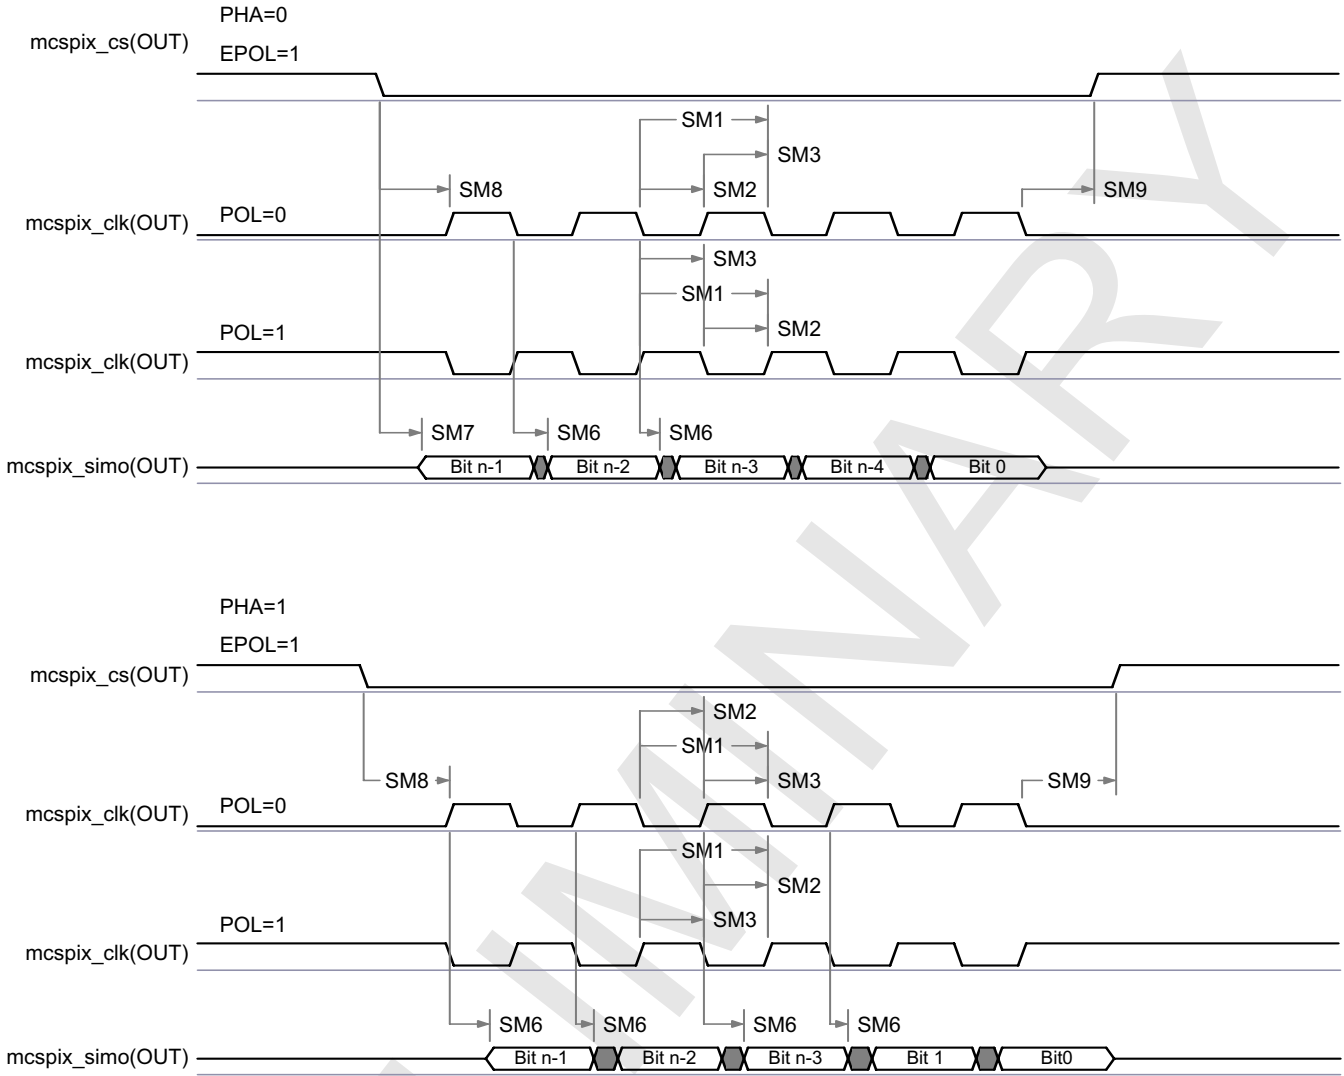 PHA=0
mcspix_cs(OUT)
EPOL=1
SM1
SM3
SM8
SM2
SM9
POL=0
mcspix_clk(OUT)
SM3
SM1
POL=1
SM2
mcspix_clk(OUT)
SM7
SM6
SM6
mcspix_simo(OUT)
Bit n-1
Bit n-2
Bit n-3
Bit n-4
Bit 0
PHA=1
EPOL=1
mcspix_cs(OUT)
SM2
SM1
SM8
SM3
SM9
POL=0
mcspix_clk(OUT)
SM1
SM2
POL=1
SM3
mcspix_clk(OUT)
SM6
SM6
SM6
SM6
mcspix_simo(OUT)
Bit n-1
Bit n-2
Bit n-3
Bit 1
Bit0
IMINARY